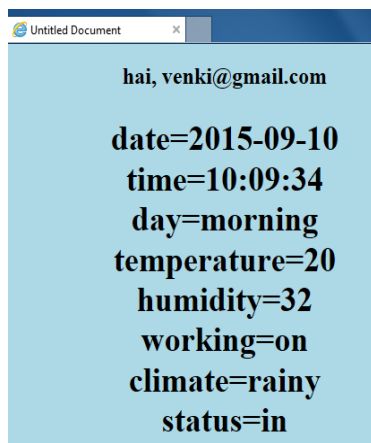 Untitled Document
hai, venki@gmail.com
date=2015-09-10
time=10:09:34
day=morning
temperature=20
humidity=32
working=on
climate=rainy
status=in